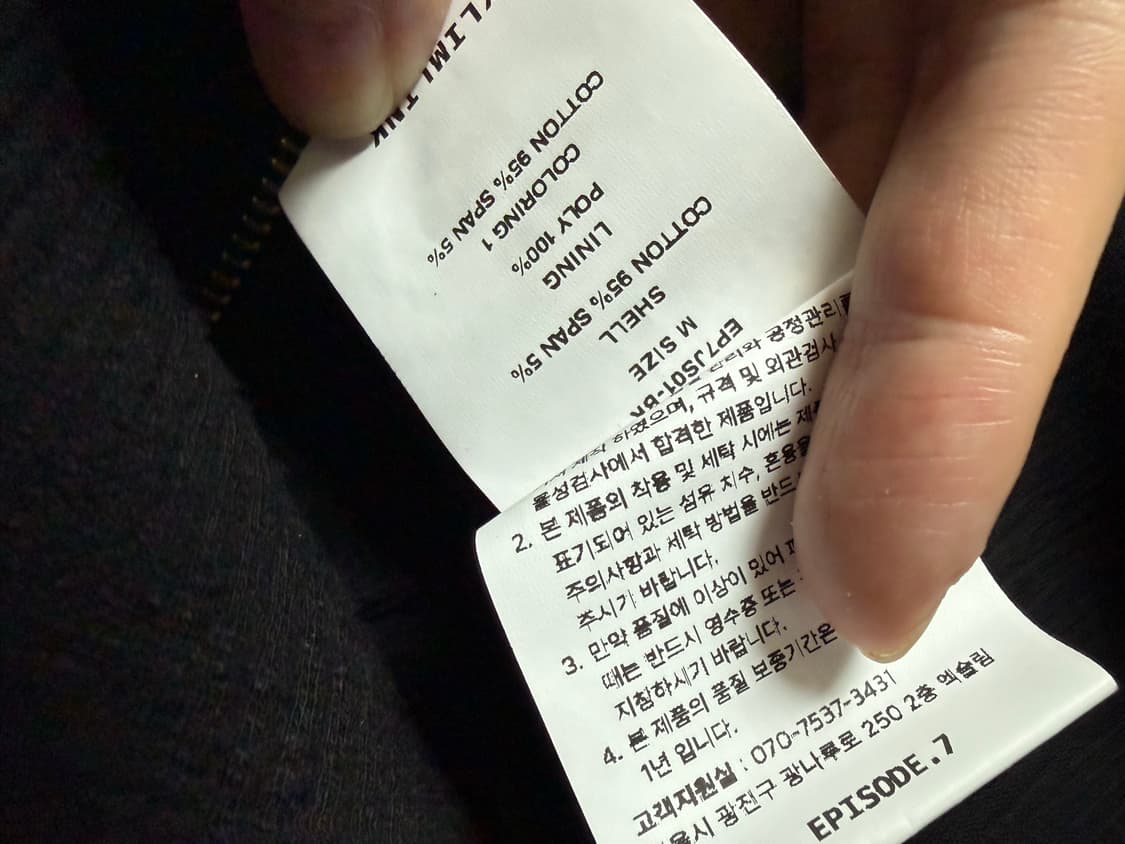 EP7JS01-BK
M SIZE
SHELL
COTTON 95% SPAN 5%
LINING
POLY 100%
COLORING 1
COTTON 95% SPAN 5%
공정관리
하였으며, 규격 및 외관검사
물성검사에서 합격한 제품입니다.
2. 본 제품의 착용 및 세탁 시에는
표기되어 있는 섬유 치수, 혼용율
주의사항과 세탁 방법을 반드
주시기 바랍니다.
3. 만약 품질에 이상이 있어
때는 반드시 영수증 또는
지참하시기 바랍니다.
4. 본 제품의 품질 보증기간은
1년 입니다.
고객지원실 : 070-7537-3431
광진구 광나루로 250 2층 엑슬림
EPISODE.7